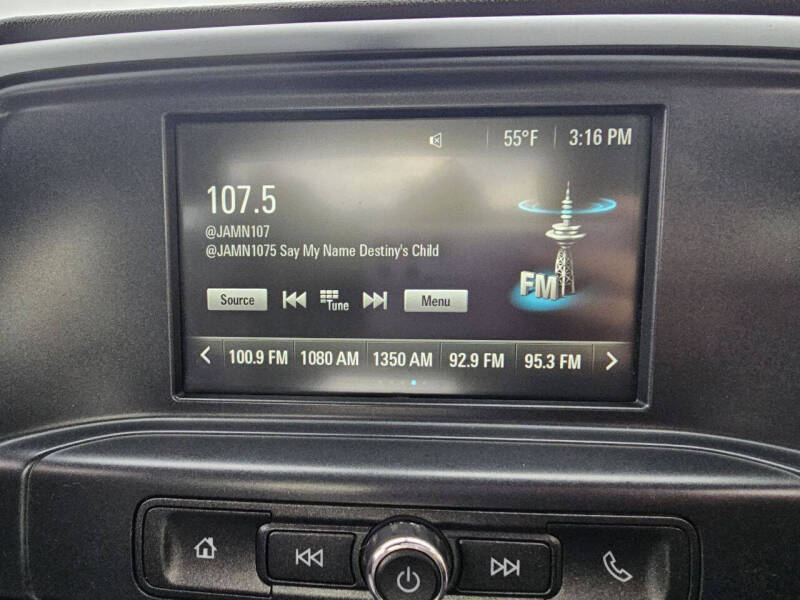 55°F 3:16 PM
107.5
@JAMN107
@JAMN1075 Say My Name Destiny's Child
FM
Source Tune Menu
100.9 FM 1080 AM 1350 AM 92.9 FM 95.3 FM